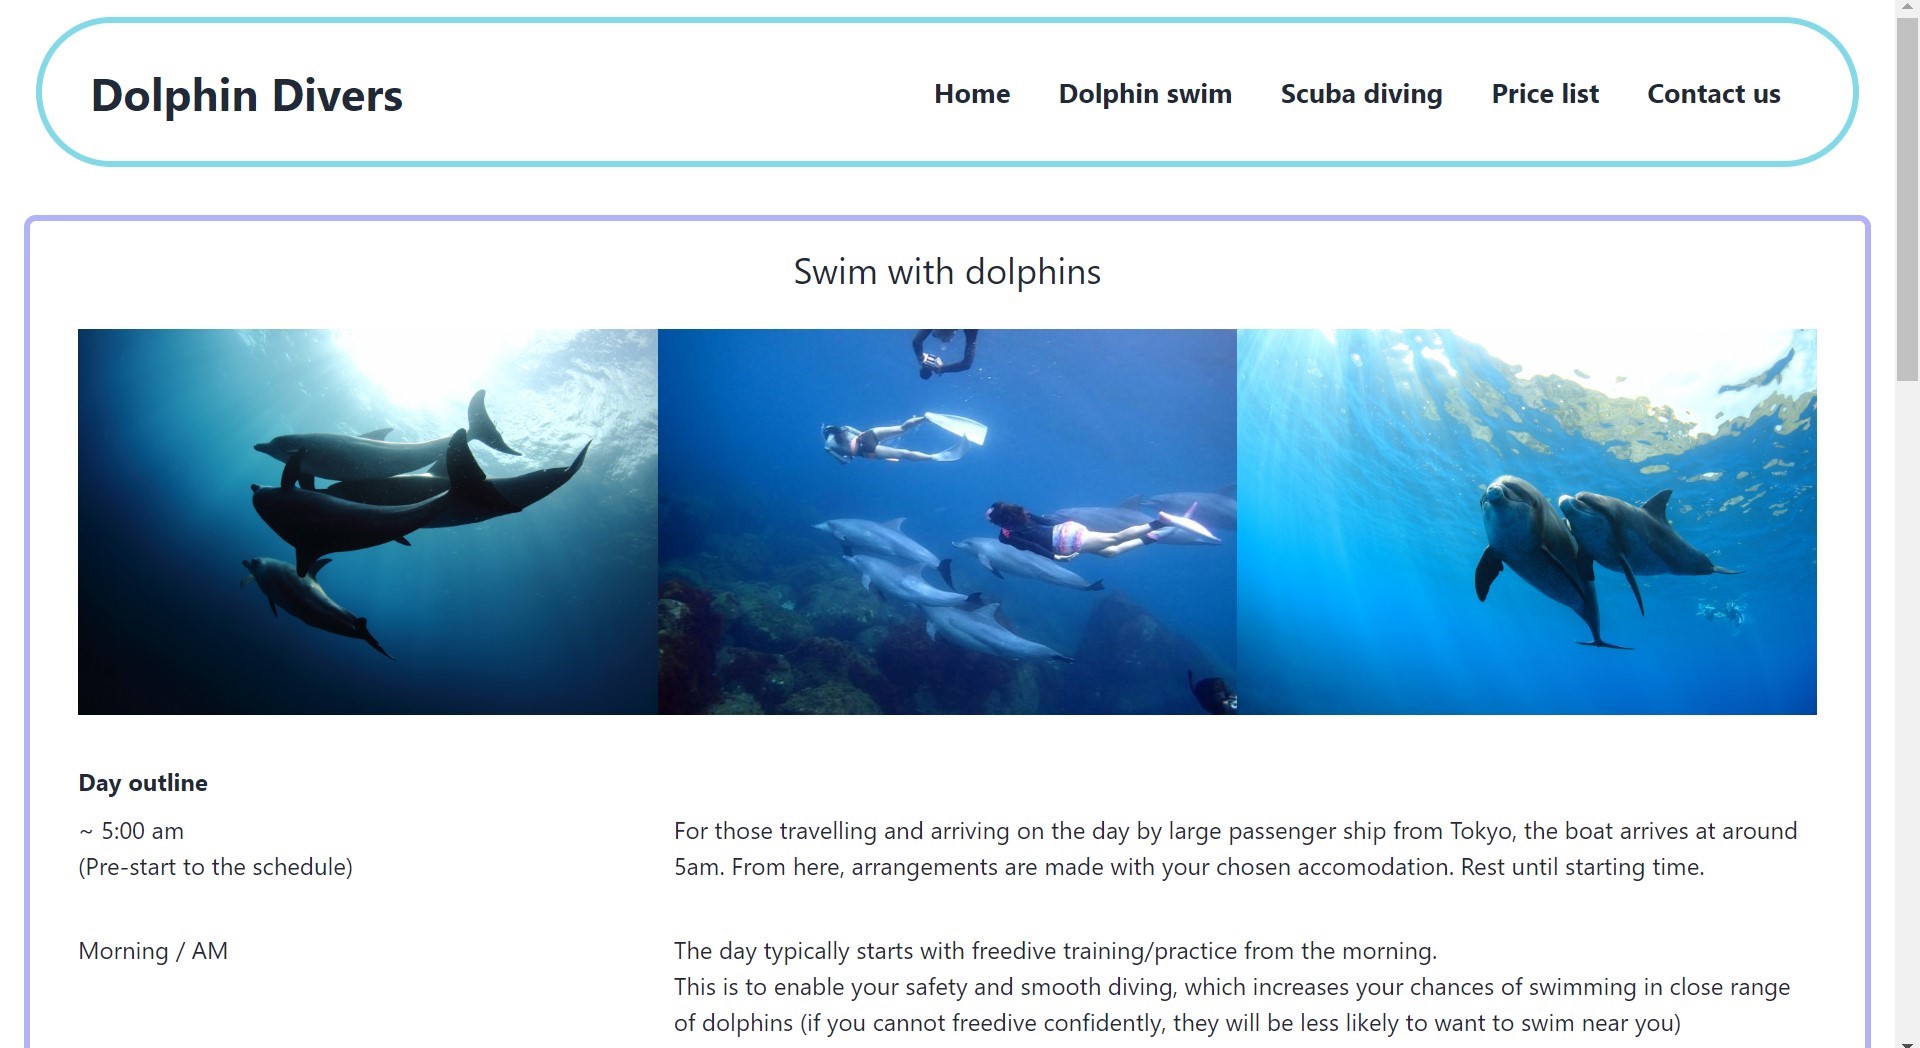 Dolphin Divers
Home Dolphin swim Scuba diving Price list Contact us
Swim with dolphins
Day outline
~ 5:00 am
(Pre-start to the schedule)
For those travelling and arriving on the day by large passenger ship from Tokyo, the boat arrives at around
5am. From here, arrangements are made with your chosen accomodation. Rest until starting time.
Morning / AM
The day typically starts with freedive training/practice from the morning.
This is to enable your safety and smooth diving, which increases your chances of swimming in close range
of dolphins (if you cannot freedive confidently, they will be less likely to want to swim near you)